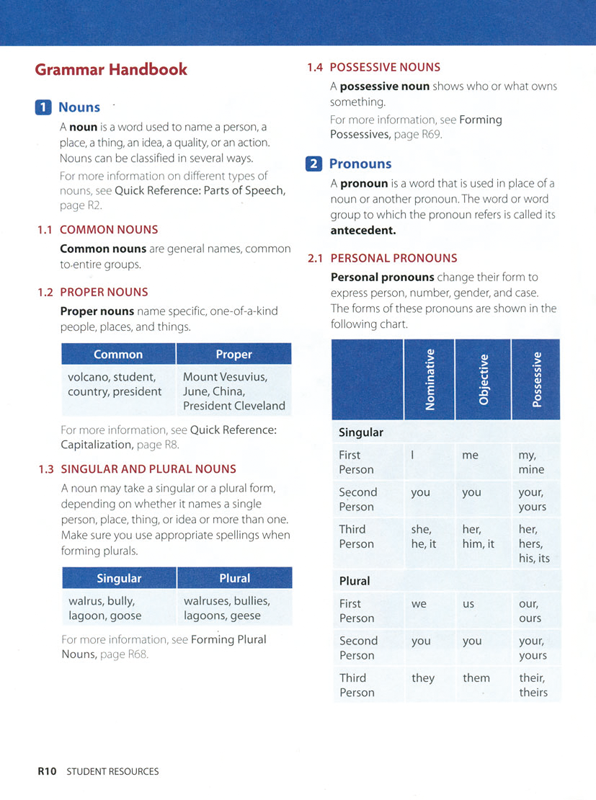 Grammar Handbook
1 Nouns
A noun is a word used to name a person, a
place, a thing, an idea, a quality, or an action.
Nouns can be classified in several ways.
For more information on different types of
nouns, see Quick Reference: Parts of Speech,
page R2.
1.1 COMMON NOUNS
Common nouns are general names, common
to entire groups.
1.2 PROPER NOUNS
Proper nouns name specific, one-of-a-kind
people, places, and things.
Common Proper
volcano, student, Mount Vesuvius,
country, president June, China,
President Cleveland
For more information, see Quick Reference:
Capitalization, page R8.
1.3 SINGULAR AND PLURAL NOUNS
A noun may take a singular or a plural form,
depending on whether it names a single
person, place, thing, or idea or more than one.
Make sure you use appropriate spellings when
forming plurals.
Singular Plural
walrus, bully, walruses, bullies,
lagoon, goose lagoons, geese
For more information, see Forming Plural
Nouns, page R68.
1.4 POSSESSIVE NOUNS
A possessive noun shows who or what owns
something.
For more information, see Forming
Possessives, page R69.
2 Pronouns
A pronoun is a word that is used in place of a
noun or another pronoun. The word or word
group to which the pronoun refers is called its
antecedent.
2.1 PERSONAL PRONOUNS
Personal pronouns change their form to
express person, number, gender, and case.
The forms of these pronouns are shown in the
following chart.
Nominative Objective Possessive
Singular
First I me my,
Person mine
Second you you your,
Person yours
Third she, her, her,
Person he, it him, it hers,
his, its
Plural
First we us our,
Person ours
Second you you your,
Person yours
Third they them their,
Person theirs
R10 STUDENT RESOURCES